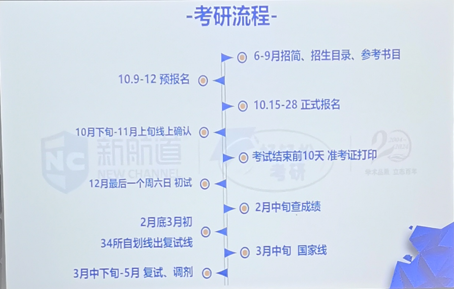 -考研流程-
6-9月招简、招生目录、参考书目
10.9-12 预报名
10.15-28 正式报名
10月下旬-11月上旬线上确认
考试结束前10天 准考证打印
12月最后一个周六日 初试
2月中旬查成绩
2月底3月初
34所自划线出复试线
3月中旬 国家线
3月中下旬-5月 复试、调剂
NC 新航道
NEW CHANNEL
考研